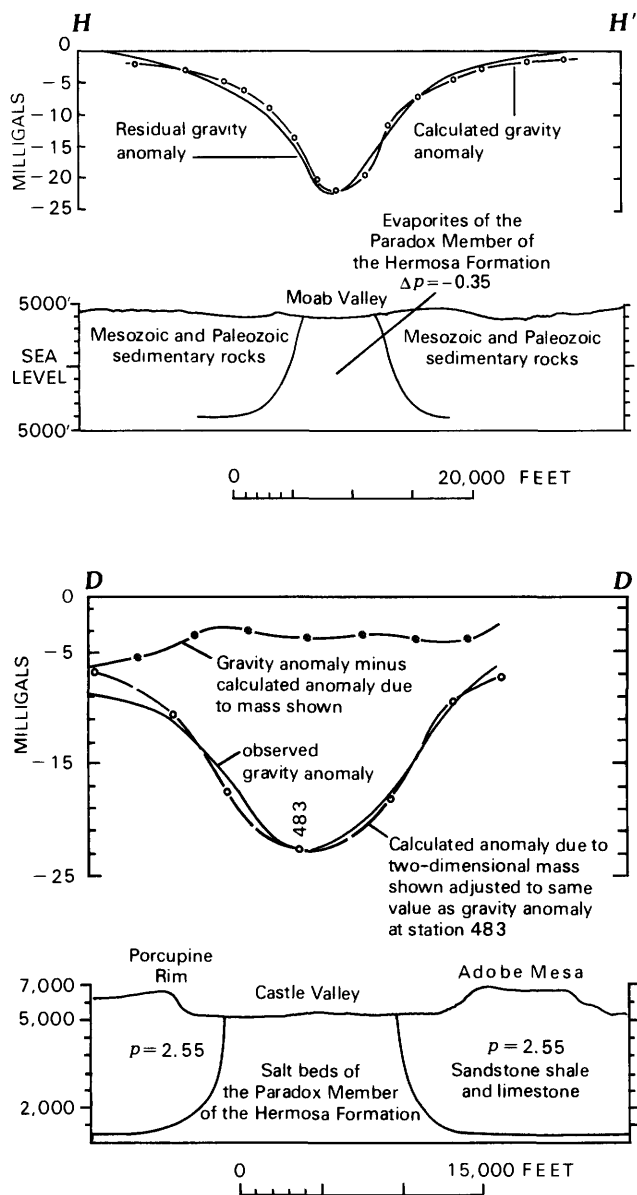 H
H'
0
−5
−10
−15
−20
−25
MILLIGALS
Residual gravity
anomaly
Calculated gravity
anomaly
Evaporites of the
Paradox Member of
the Hermosa Formation
Δp=−0.35
5000'
Moab Valley
Mesozoic and Paleozoic
sedimentary rocks
Mesozoic and Paleozoic
sedimentary rocks
SEA
LEVEL
5000'
0
20,000 FEET
D
D
0
−5
−15
−25
MILLIGALS
Gravity anomaly minus
calculated anomaly due
to mass shown
observed
gravity anomaly
483
Calculated anomaly due to
two-dimensional mass
shown adjusted to same
value as gravity anomaly
at station 483
Porcupine
Rim
Castle Valley
Adobe Mesa
7,000
5,000
2,000
p=2.55
Salt beds of
the Paradox Member
of the Hermosa Formation
p=2.55
Sandstone shale
and limestone
0
15,000 FEET